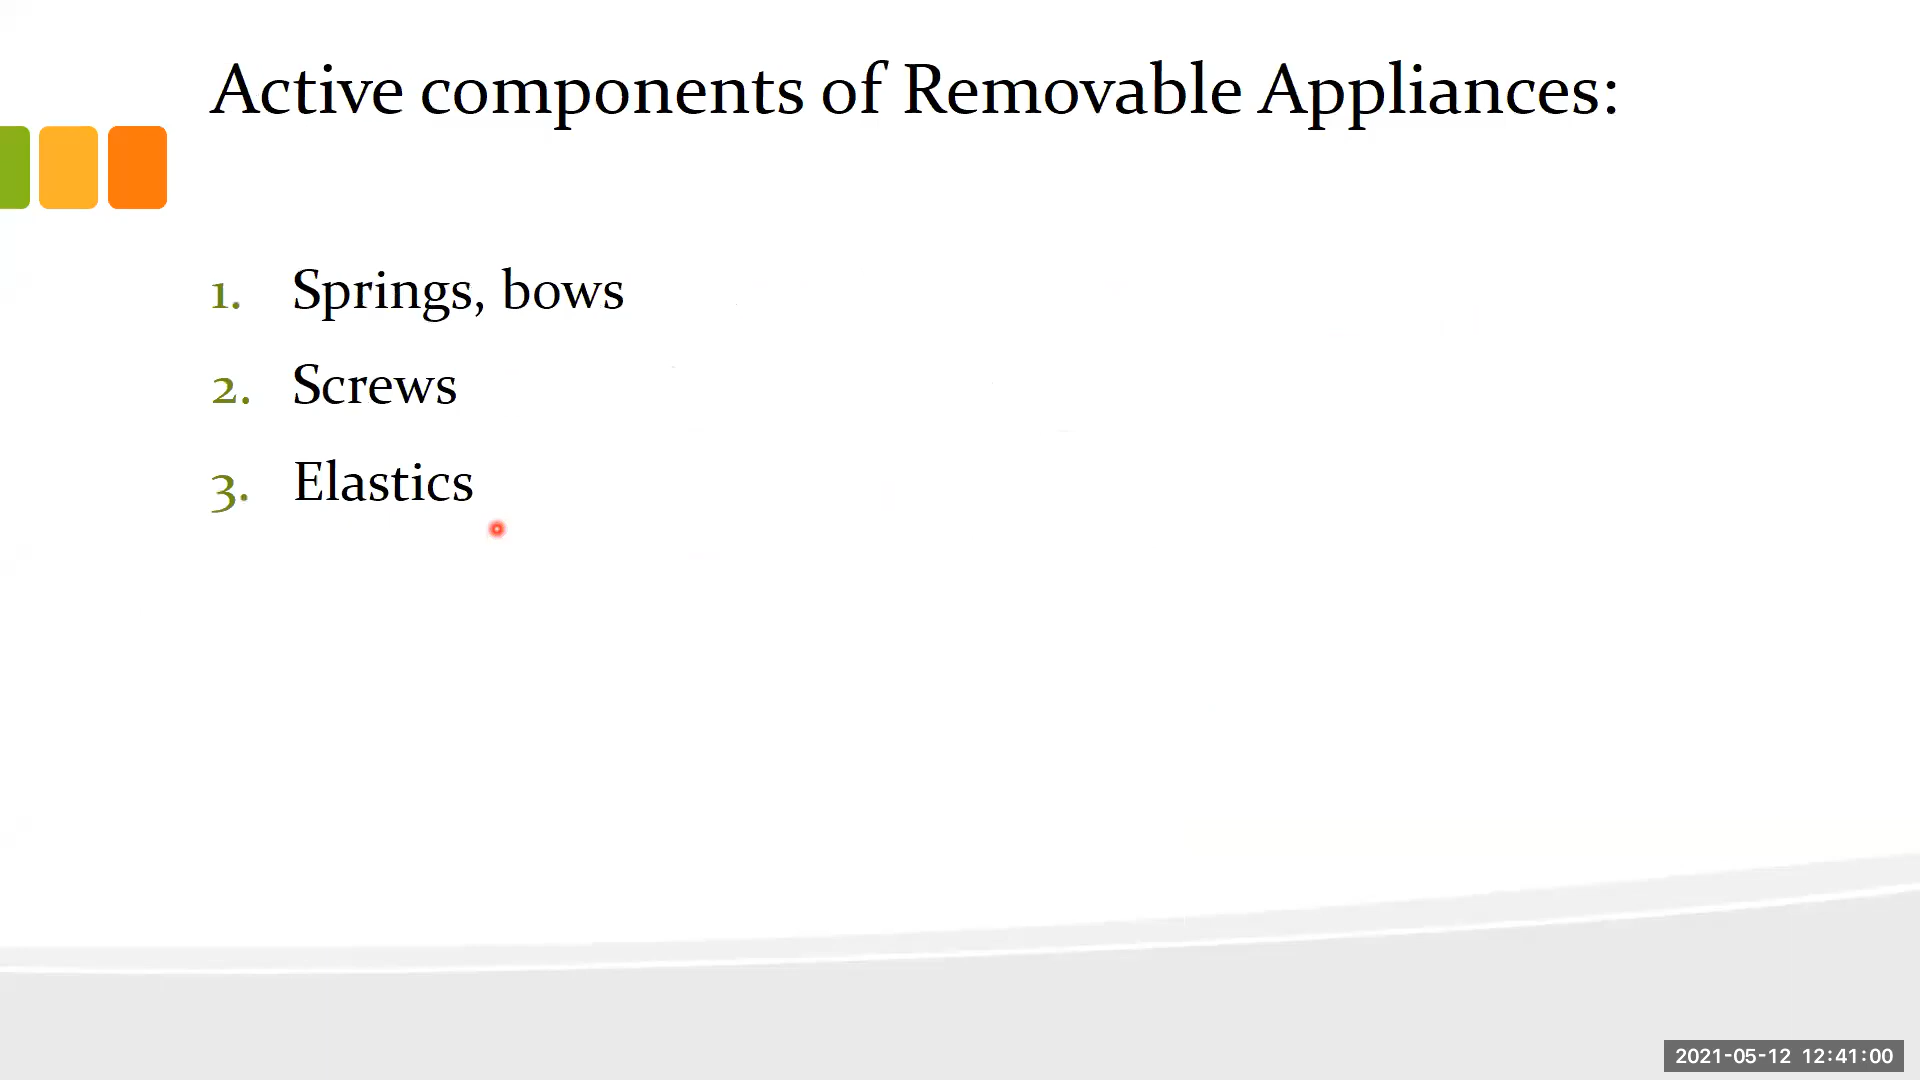 Active components of Removable Appliances:
1. Springs, bows
2. Screws
3. Elastics
2021-05-12 12:41:00